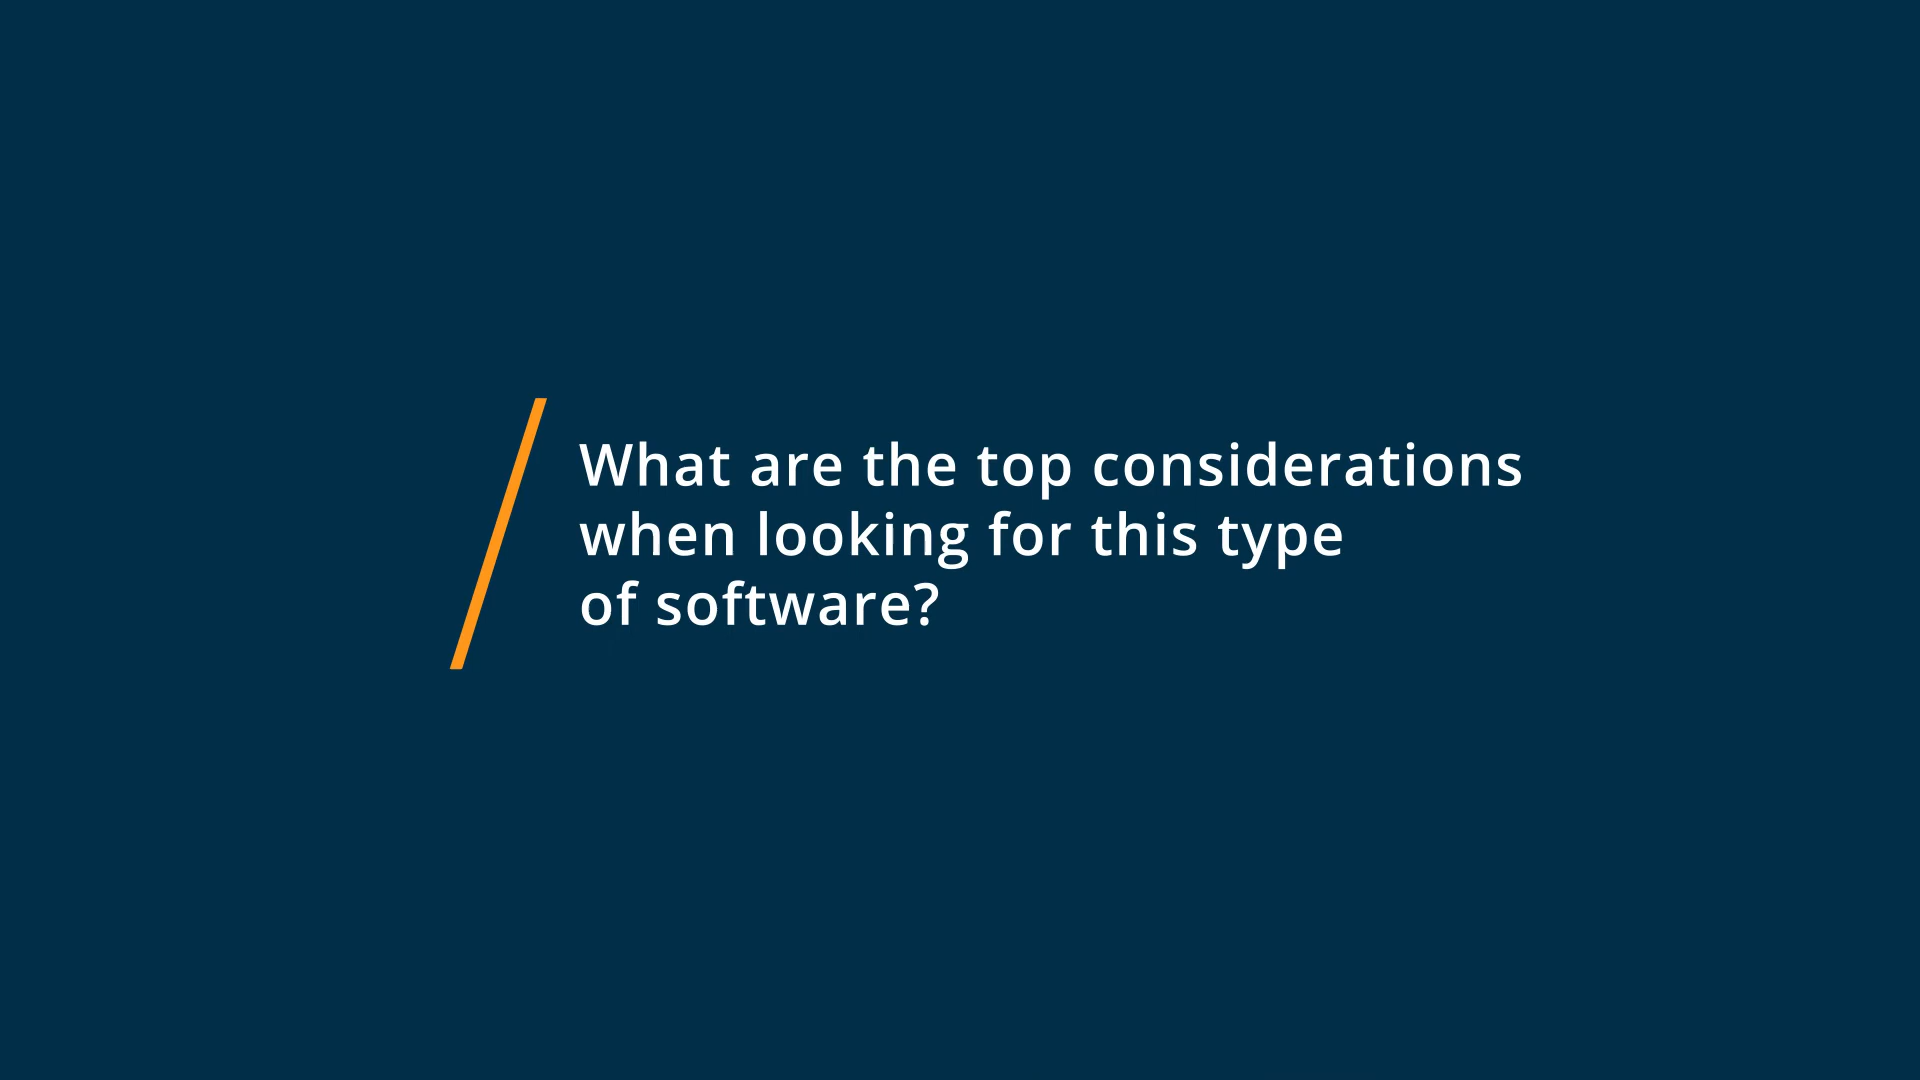 What are the top considerations
when looking for this type
of software?